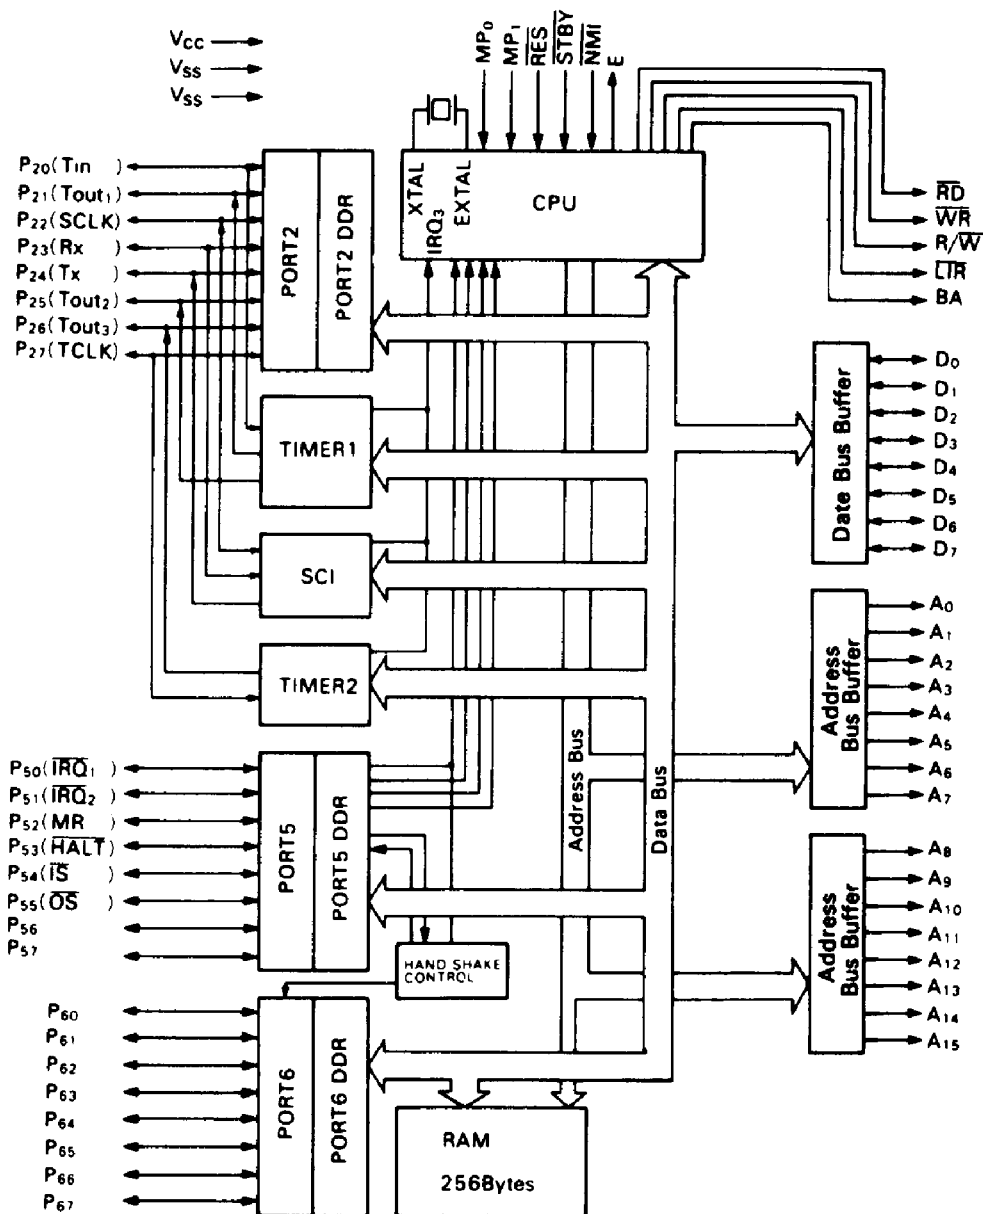 VCC
VSS
VSS
MP0
MP1
RES
STBY
NMI
E
P20(Tin )
P21(Tout1)
P22(SCLK)
P23(Rx )
P24(Tx )
P25(Tout2)
P26(Tout3)
P27(TCLK)
PORT2
PORT2 DDR
XTAL
IRQ3
EXTAL
CPU
RD
WR
R/W
LIR
BA
TIMER1
SCI
TIMER2
Date Bus Buffer
D0
D1
D2
D3
D4
D5
D6
D7
Address
Bus Buffer
A0
A1
A2
A3
A4
A5
A6
A7
Address Bus
Data Bus
P50(IRQ1)
P51(IRQ2)
P52(MR )
P53(HALT)
P54(IS )
P55(OS )
P56
P57
PORT5
PORT5 DDR
HAND SHAKE
CONTROL
Address
Bus Buffer
A8
A9
A10
A11
A12
A13
A14
A15
P60
P61
P62
P63
P64
P65
P66
P67
PORT6
PORT6 DDR
RAM
256Bytes